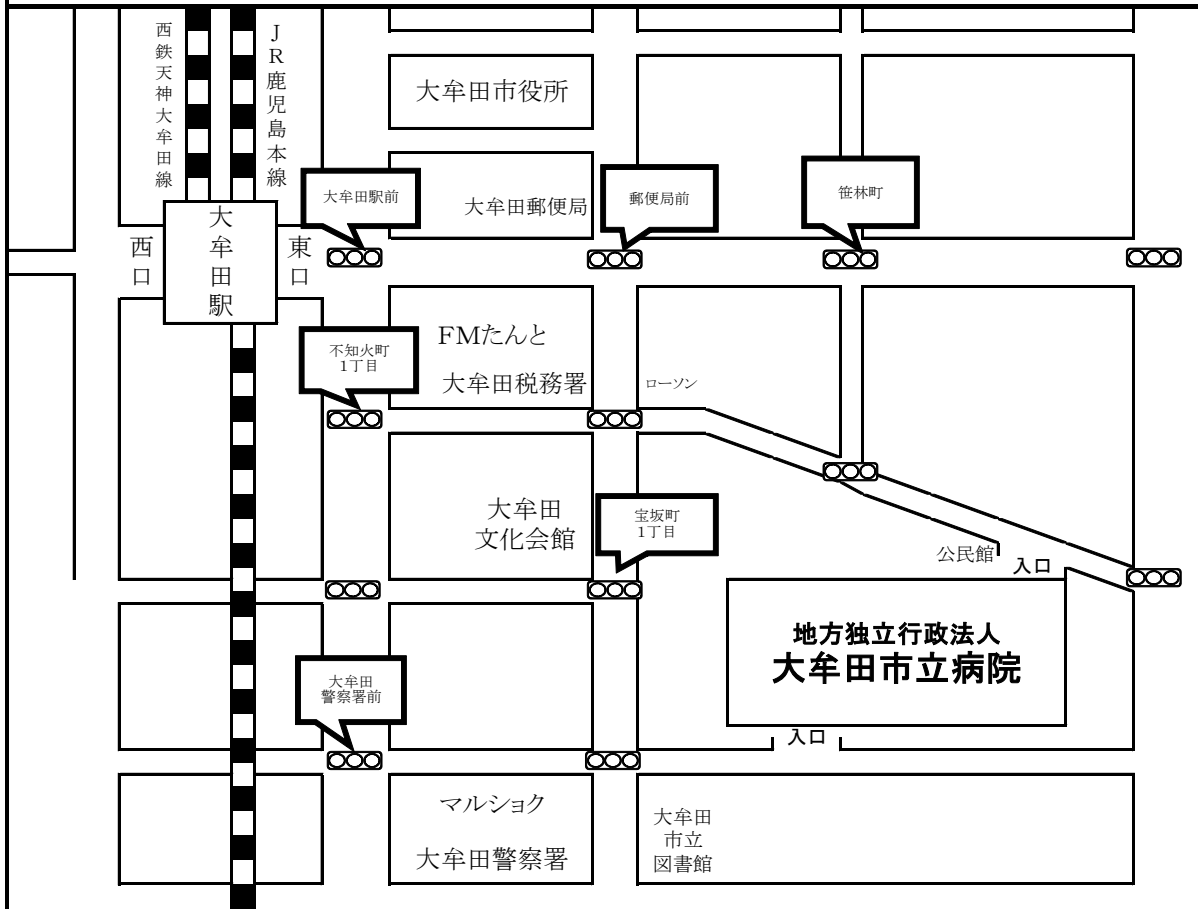 西鉄天神大牟田線
JR鹿児島本線
大牟田市役所
大牟田駅前
大牟田郵便局
郵便局前
笹林町
大牟田駅
西口
東口
不知火町
1丁目
FMたんと
大牟田税務署
ローソン
大牟田
文化会館
宝坂町
1丁目
公民館
入口
地方独立行政法人
大牟田市立病院
大牟田
警察署前
入口
マルショク
大牟田警察署
大牟田
市立
図書館